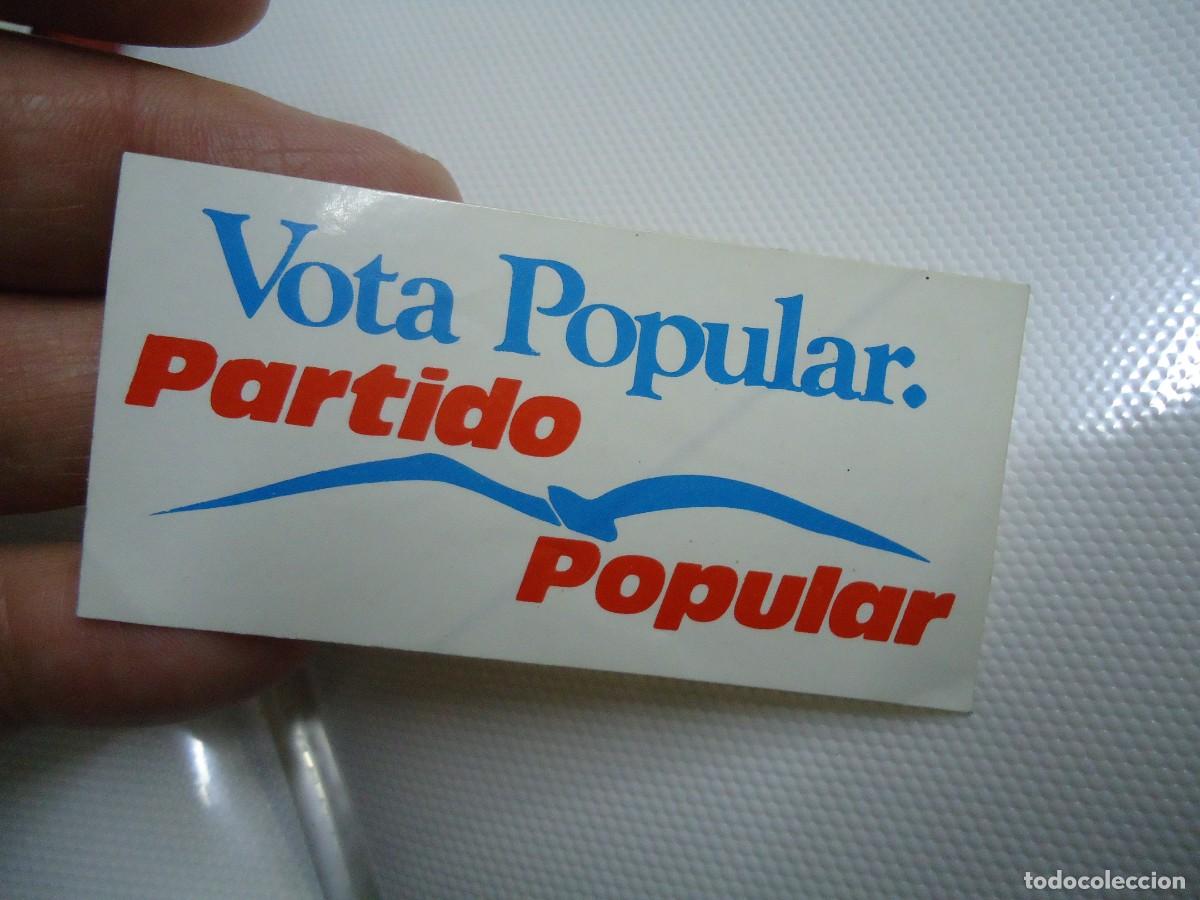 Vota Popular.
Partido
Popular
todocoleccion